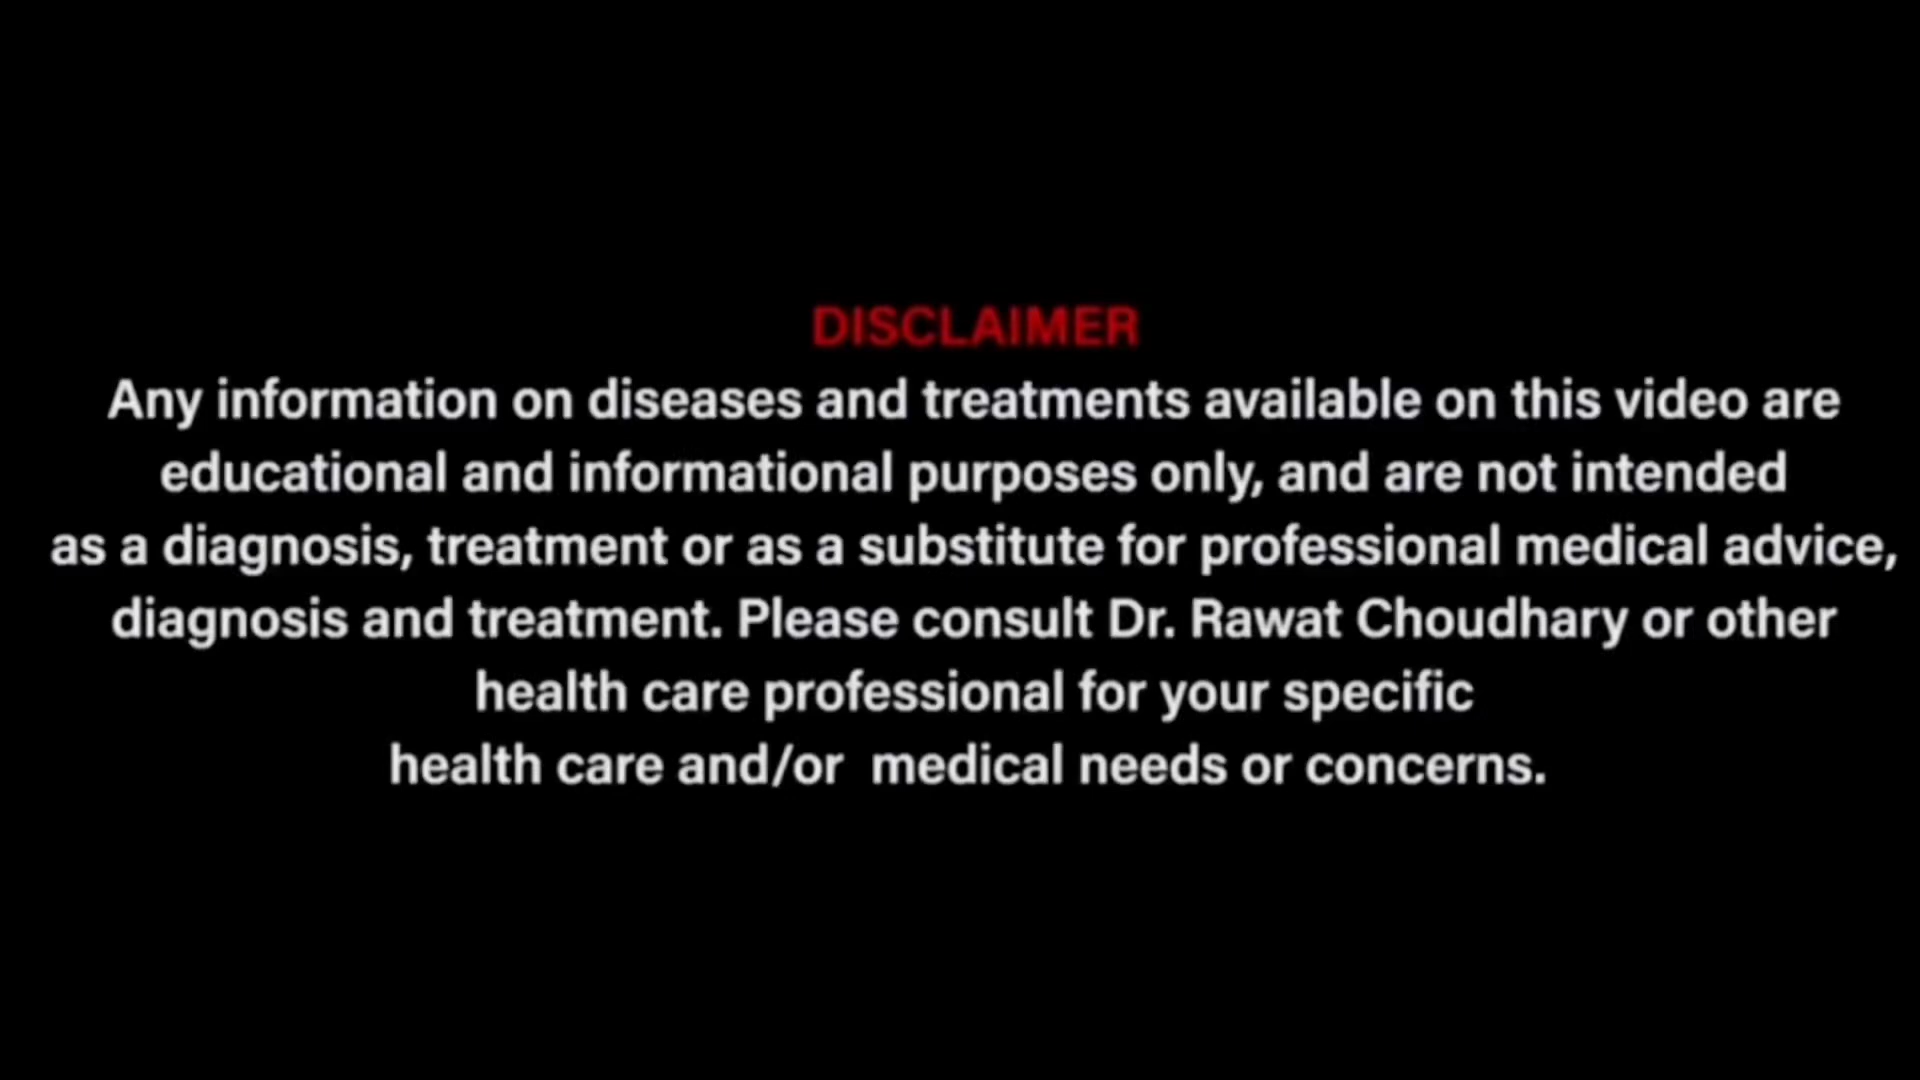 DISCLAIMER
Any information on diseases and treatments available on this video are
educational and informational purposes only, and are not intended
as a diagnosis, treatment or as a substitute for professional medical advice,
diagnosis and treatment. Please consult Dr. Rawat Choudhary or other
health care professional for your specific
health care and/or  medical needs or concerns.